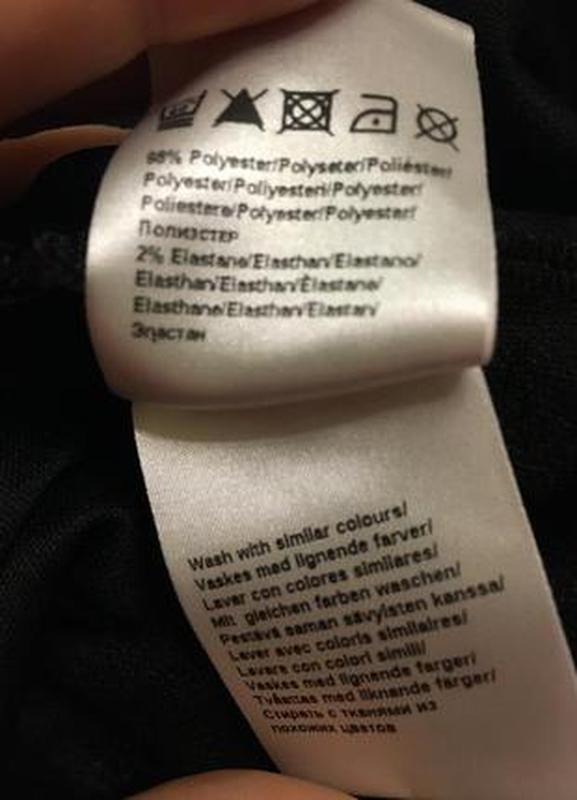 98% Polyester/Polyseter/Poliéster/
Polyester/Poliyesteri/Polyester/
Poliestere/Polyester/Polyester/
Полиэстер
2% Elastane/Elasthan/Elastano/
Elasthan/Elasthan/Élastane/
Elasthane/Elasthan/Elastan/
Эластан
Wash with similar colours/
Vaskes med lignende farver/
Lavar con colores similares/
Mit gleichen farben waschen/
Pestävä saman sävyisten kanssa/
Laver avec coloris similaires/
Lavare con colori simili/
Vaskes med lignende farger/
Tvättas med liknande färger/
Стирать с тканями из
похожих цветов